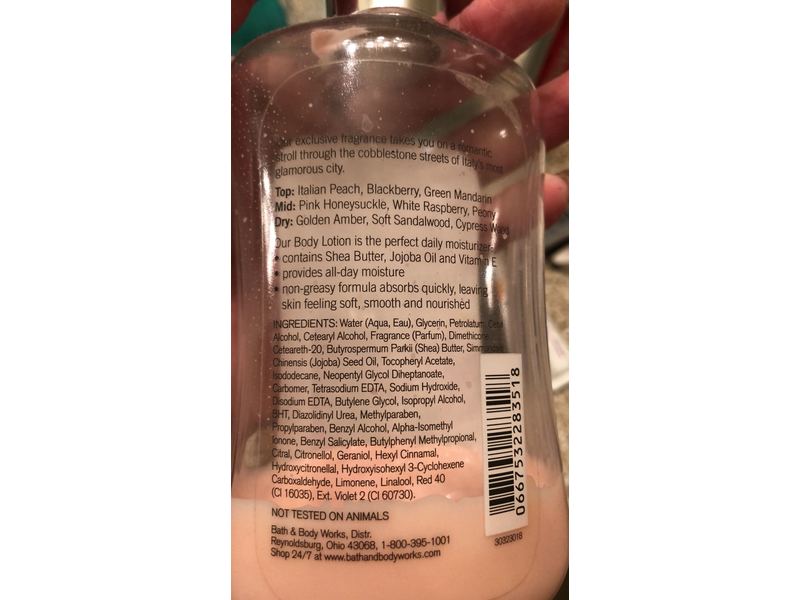 Our exclusive fragrance takes you on a romantic
stroll through the cobblestone streets of Italy's most
glamorous city.
Top: Italian Peach, Blackberry, Green Mandarin
Mid: Pink Honeysuckle, White Raspberry, Peony
Dry: Golden Amber, Soft Sandalwood, Cypress Wood
Our Body Lotion is the perfect daily moisturizer
• contains Shea Butter, Jojoba Oil and Vitamin E
• provides all-day moisture
• non-greasy formula absorbs quickly, leaving
skin feeling soft, smooth and nourished
INGREDIENTS: Water (Aqua, Eau), Glycerin, Petrolatum, Cetyl
Alcohol, Cetearyl Alcohol, Fragrance (Parfum), Dimethicone,
Ceteareth-20, Butyrospermum Parkii (Shea) Butter, Simmondsia
Chinensis (Jojoba) Seed Oil, Tocopheryl Acetate,
Isododecane, Neopentyl Glycol Diheptanoate,
Carbomer, Tetrasodium EDTA, Sodium Hydroxide,
Disodium EDTA, Butylene Glycol, Isopropyl Alcohol,
BHT, Diazolidinyl Urea, Methylparaben,
Propylparaben, Benzyl Alcohol, Alpha-Isomethyl
Ionone, Benzyl Salicylate, Butylphenyl Methylpropional,
Citral, Citronellol, Geraniol, Hexyl Cinnamal,
Hydroxycitronellal, Hydroxyisohexyl 3-Cyclohexene
Carboxaldehyde, Limonene, Linalool, Red 40
(CI 16035), Ext. Violet 2 (CI 60730).
NOT TESTED ON ANIMALS
Bath & Body Works, Distr.
Reynoldsburg, Ohio 43068, 1-800-395-1001
Shop 24/7 at www.bathandbodyworks.com
0667532283518
30323018